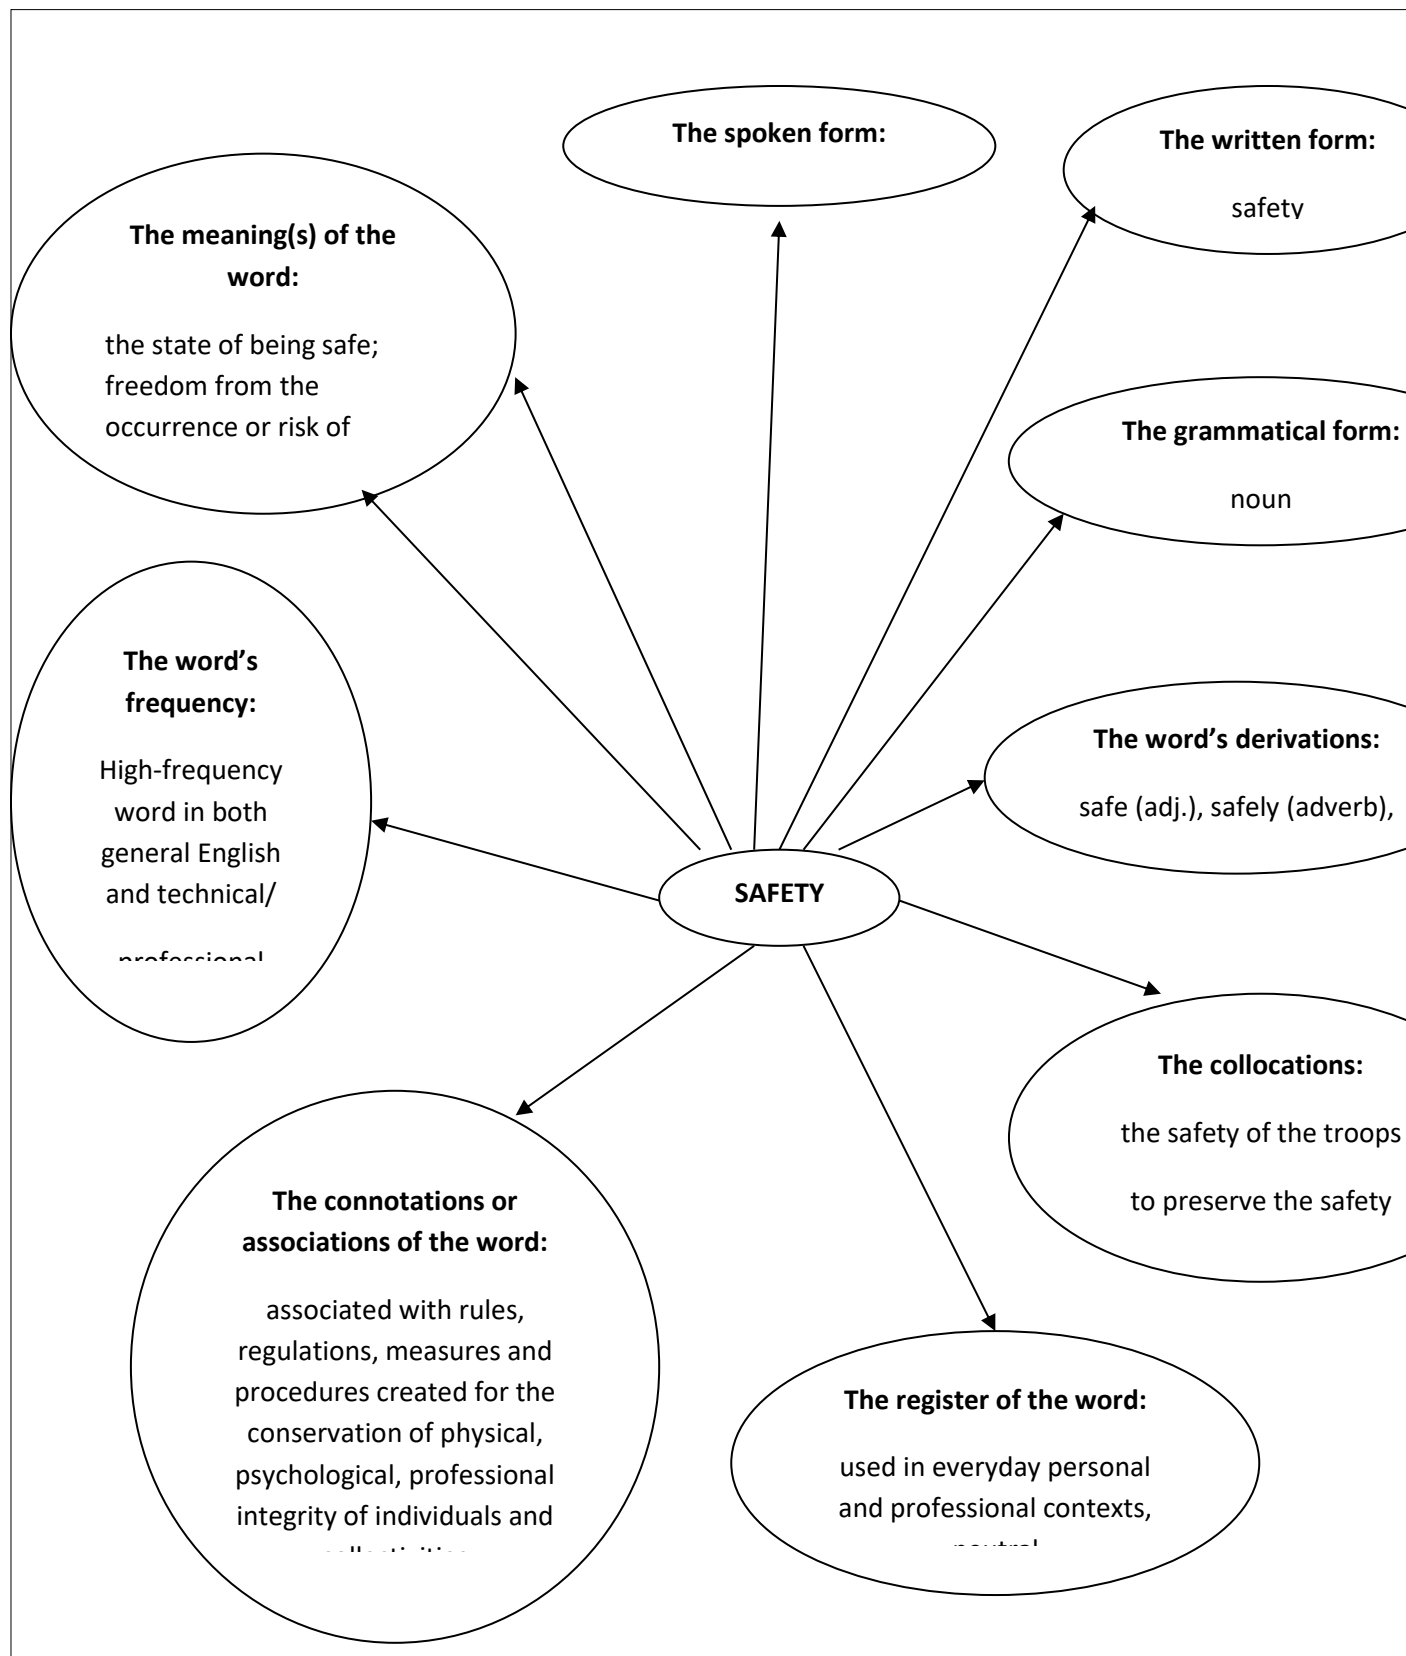 The spoken form:
The written form:
safety
The meaning(s) of the
word:
the state of being safe;
freedom from the
occurrence or risk of
The grammatical form:
noun
The word’s
frequency:
High-frequency
word in both
general English
and technical/
professional
The word’s derivations:
safe (adj.), safely (adverb),
SAFETY
The collocations:
the safety of the troops
to preserve the safety
The connotations or
associations of the word:
associated with rules,
regulations, measures and
procedures created for the
conservation of physical,
psychological, professional
integrity of individuals and
collectivities
The register of the word:
used in everyday personal
and professional contexts,
neutral